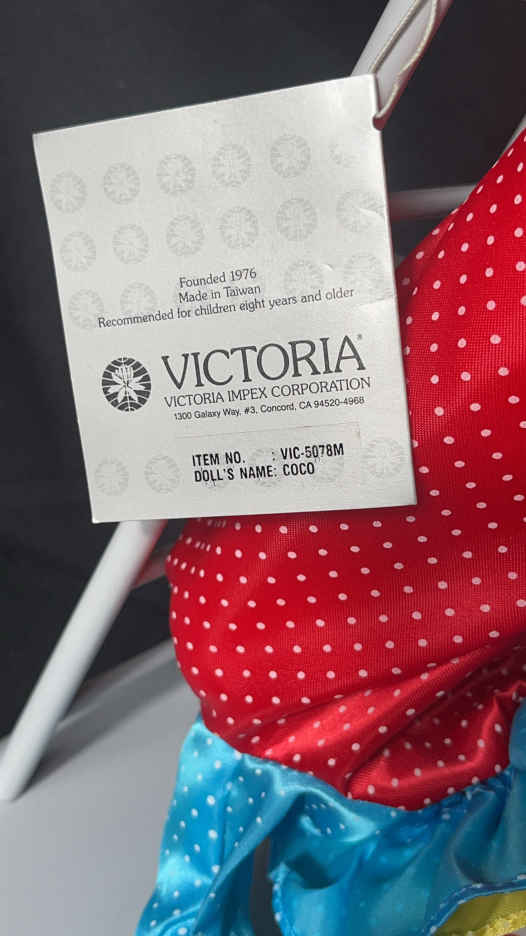 Founded 1976
Made in Taiwan
Recommended for children eight years and older
VICTORIA®
VICTORIA IMPEX CORPORATION
1300 Galaxy Way, #3, Concord, CA 94520-4968
ITEM NO. : VIC-5078M
DOLL'S NAME: COCO